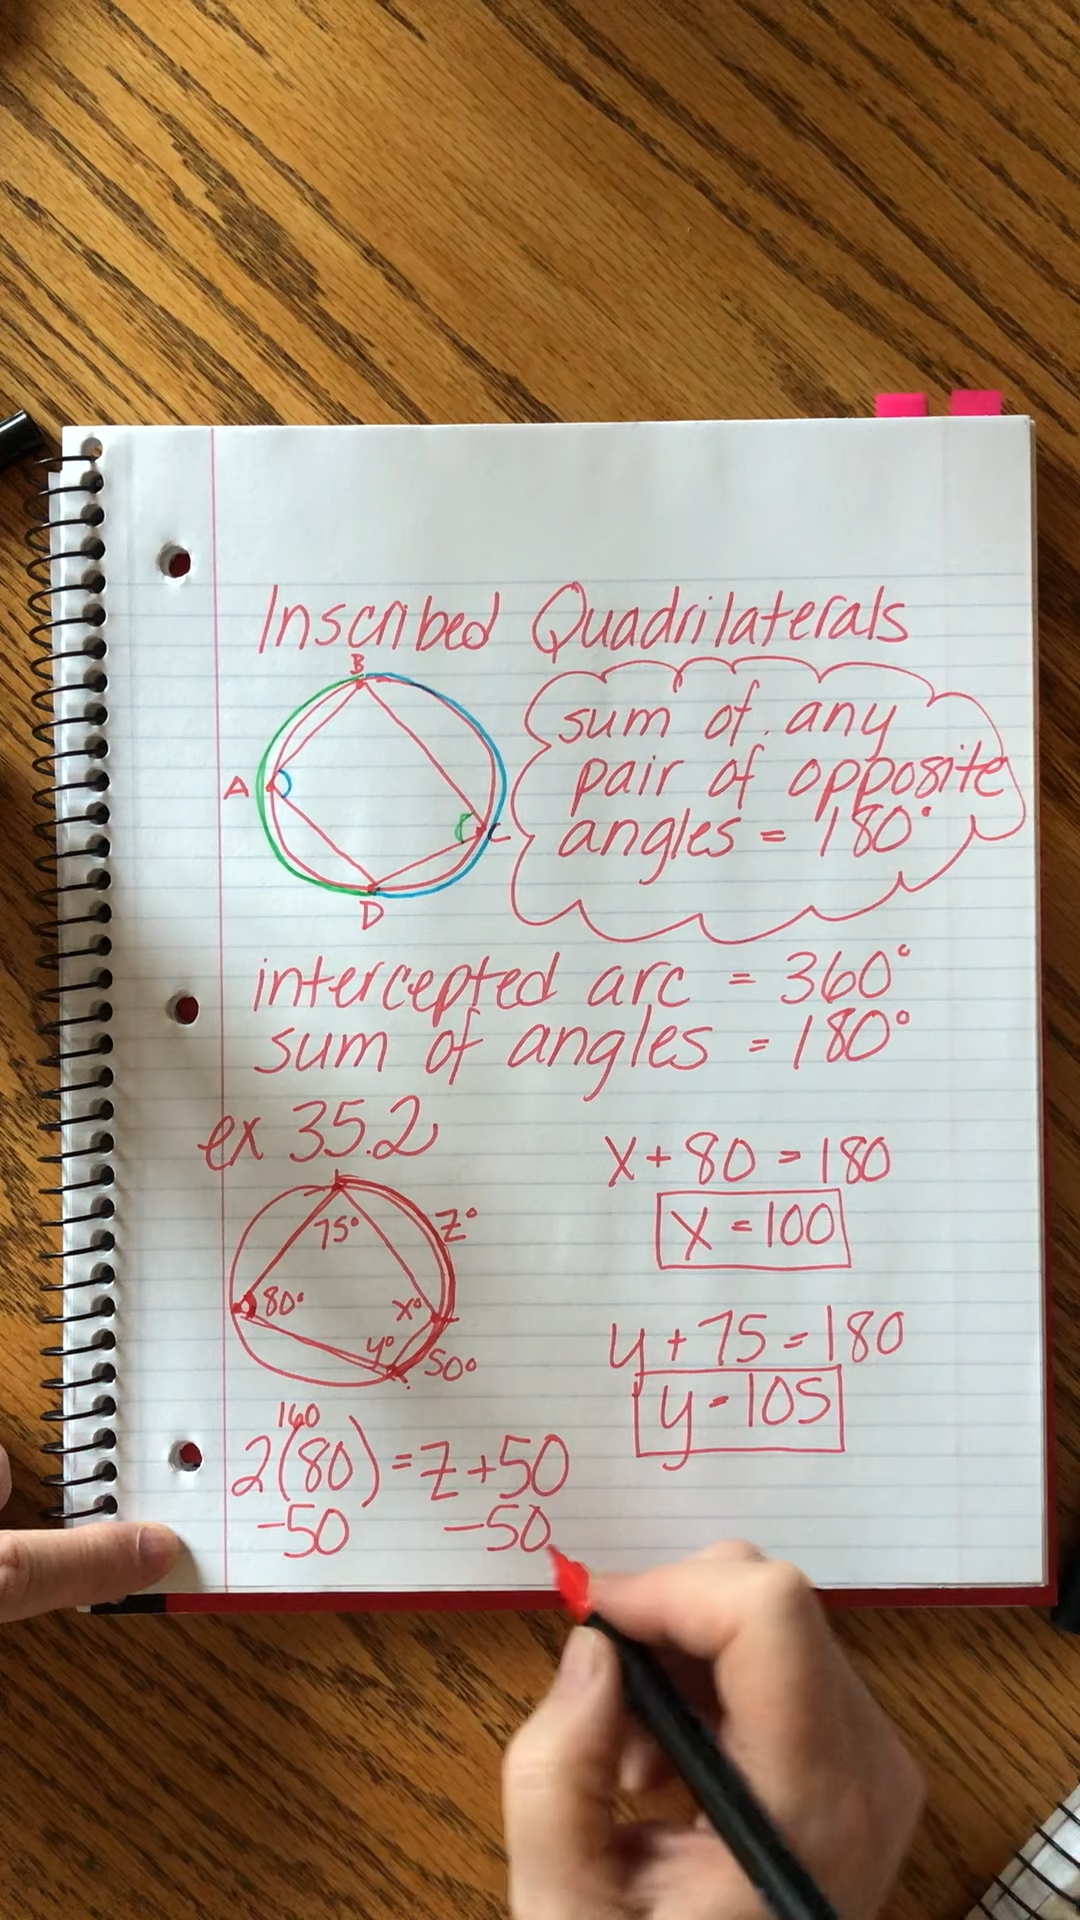 Inscribed Quadrilaterals
B
A
C
D
sum of any
pair of opposite
angles = 180°
intercepted arc = 360°
sum of angles = 180°
ex 35.2
75°
z°
80°
x°
y°
50°
x + 80 = 180
x = 100
y + 75 = 180
y = 105
160
2(80) = z + 50
-50 -50